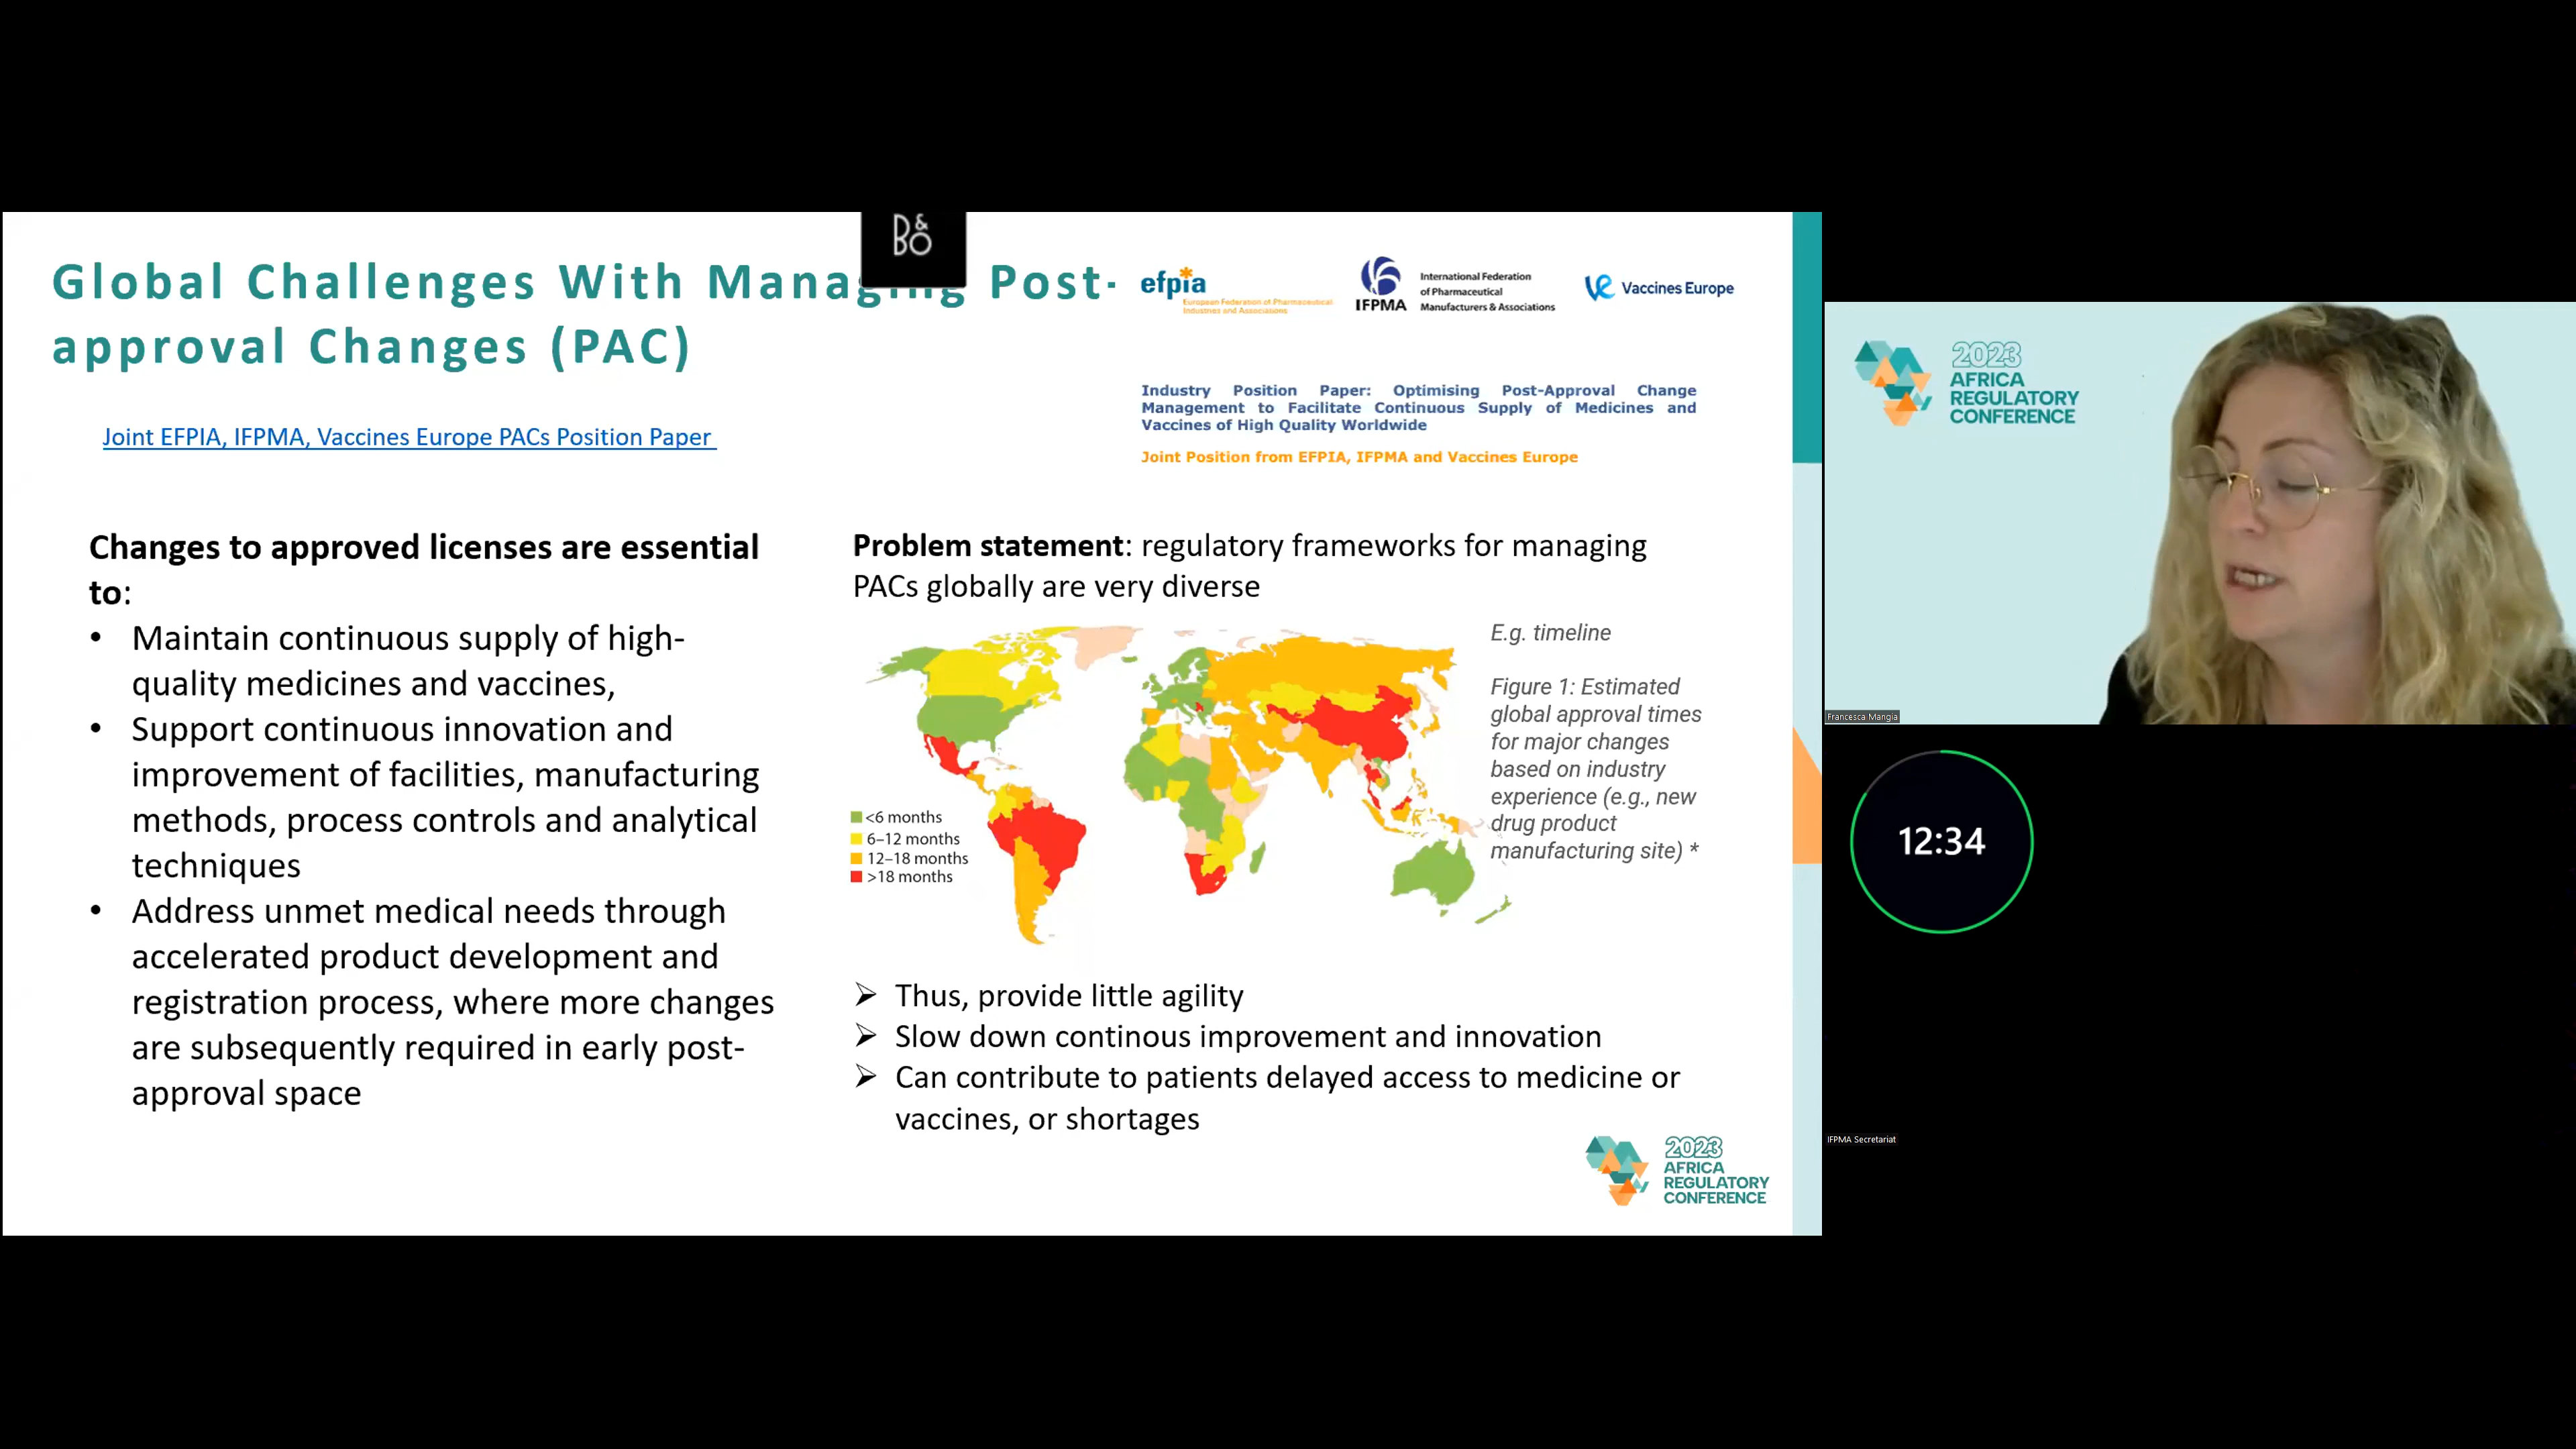 Global Challenges With Managing Post-
approval Changes (PAC)
B&O
efpia
European Federation of Pharmaceutical
Industries and Associations
IFPMA
International Federation
of Pharmaceutical
Manufacturers & Associations
VE Vaccines Europe
Joint EFPIA, IFPMA, Vaccines Europe PACs Position Paper
Industry Position Paper: Optimising Post-Approval Change
Management to Facilitate Continuous Supply of Medicines and
Vaccines of High Quality Worldwide
Joint Position from EFPIA, IFPMA and Vaccines Europe
Changes to approved licenses are essential
to:
• Maintain continuous supply of high-
quality medicines and vaccines,
• Support continuous innovation and
improvement of facilities, manufacturing
methods, process controls and analytical
techniques
• Address unmet medical needs through
accelerated product development and
registration process, where more changes
are subsequently required in early post-
approval space
Problem statement: regulatory frameworks for managing
PACs globally are very diverse
<6 months
6–12 months
12–18 months
>18 months
E.g. timeline
Figure 1: Estimated
global approval times
for major changes
based on industry
experience (e.g., new
drug product
manufacturing site) *
➢ Thus, provide little agility
➢ Slow down continous improvement and innovation
➢ Can contribute to patients delayed access to medicine or
vaccines, or shortages
2023
AFRICA
REGULATORY
CONFERENCE
2023
AFRICA
REGULATORY
CONFERENCE
Francesca Mangia
12:34
IFPMA Secretariat